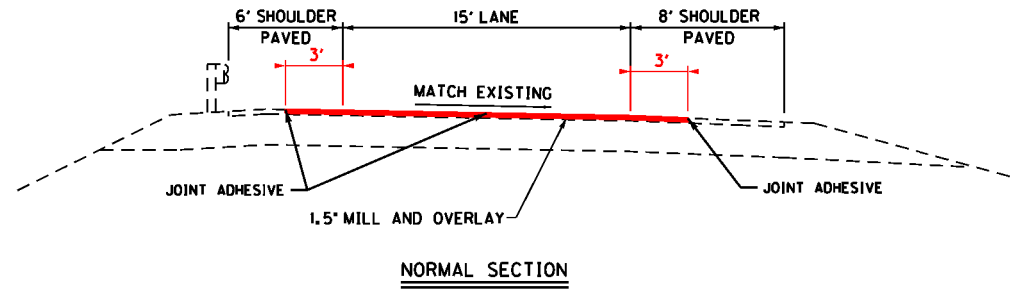 6' SHOULDER
PAVED
15' LANE
8' SHOULDER
PAVED
3'
3'
MATCH EXISTING
JOINT ADHESIVE
JOINT ADHESIVE
1.5" MILL AND OVERLAY
NORMAL SECTION